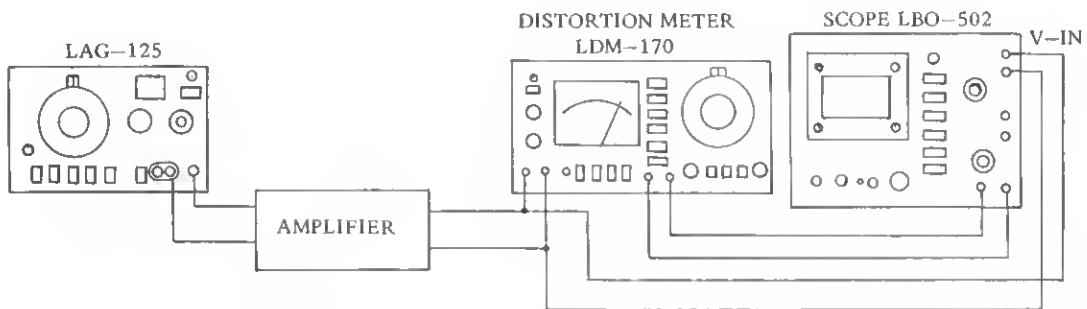 LAG-125
DISTORTION METER
LDM-170
SCOPE LBO-502
V-IN
AMPLIFIER